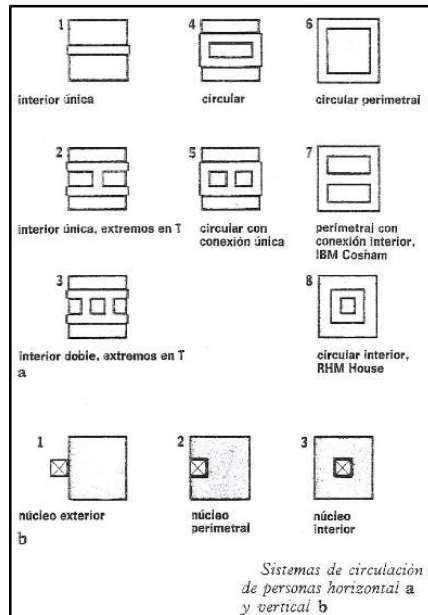 1
interior única
4
circular
6
circular perimetral
2
interior única, extremos en T
5
circular con
conexión única
7
perimetral con
conexión interior,
IBM Cosham
3
interior doble, extremos en T
8
circular interior,
RHM House
a
1
núcleo exterior
2
núcleo
perimetral
3
núcleo
interior
b
Sistemas de circulación
de personas horizontal a
y vertical b